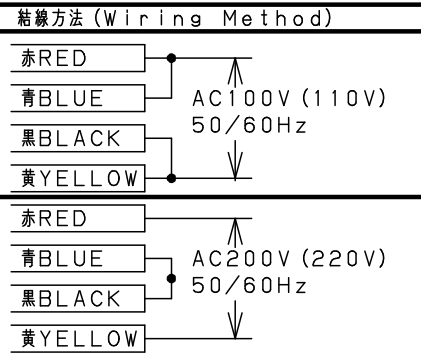 結線方法(Wiring Method)
赤RED
青BLUE
AC100V(110V)
50/60Hz
黒BLACK
黄YELLOW
赤RED
青BLUE
AC200V(220V)
50/60Hz
黒BLACK
黄YELLOW